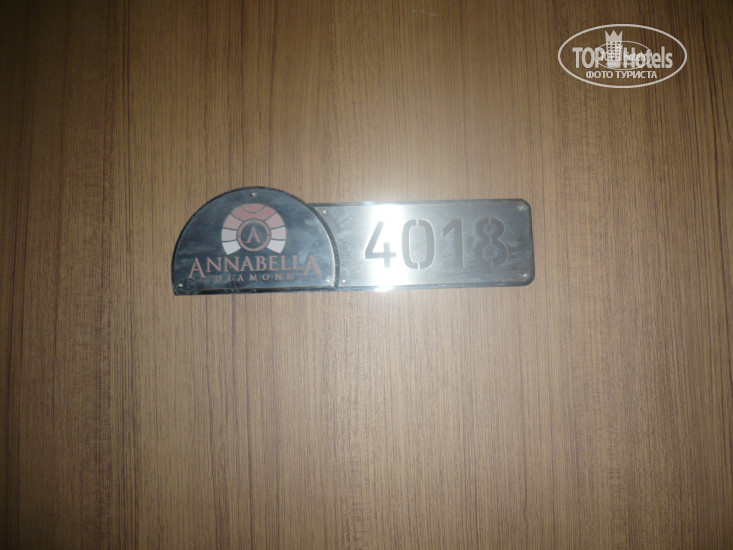 TOP Hotels
ФОТО ТУРИСТА
A
ANNABELLA
DIAMOND
4018